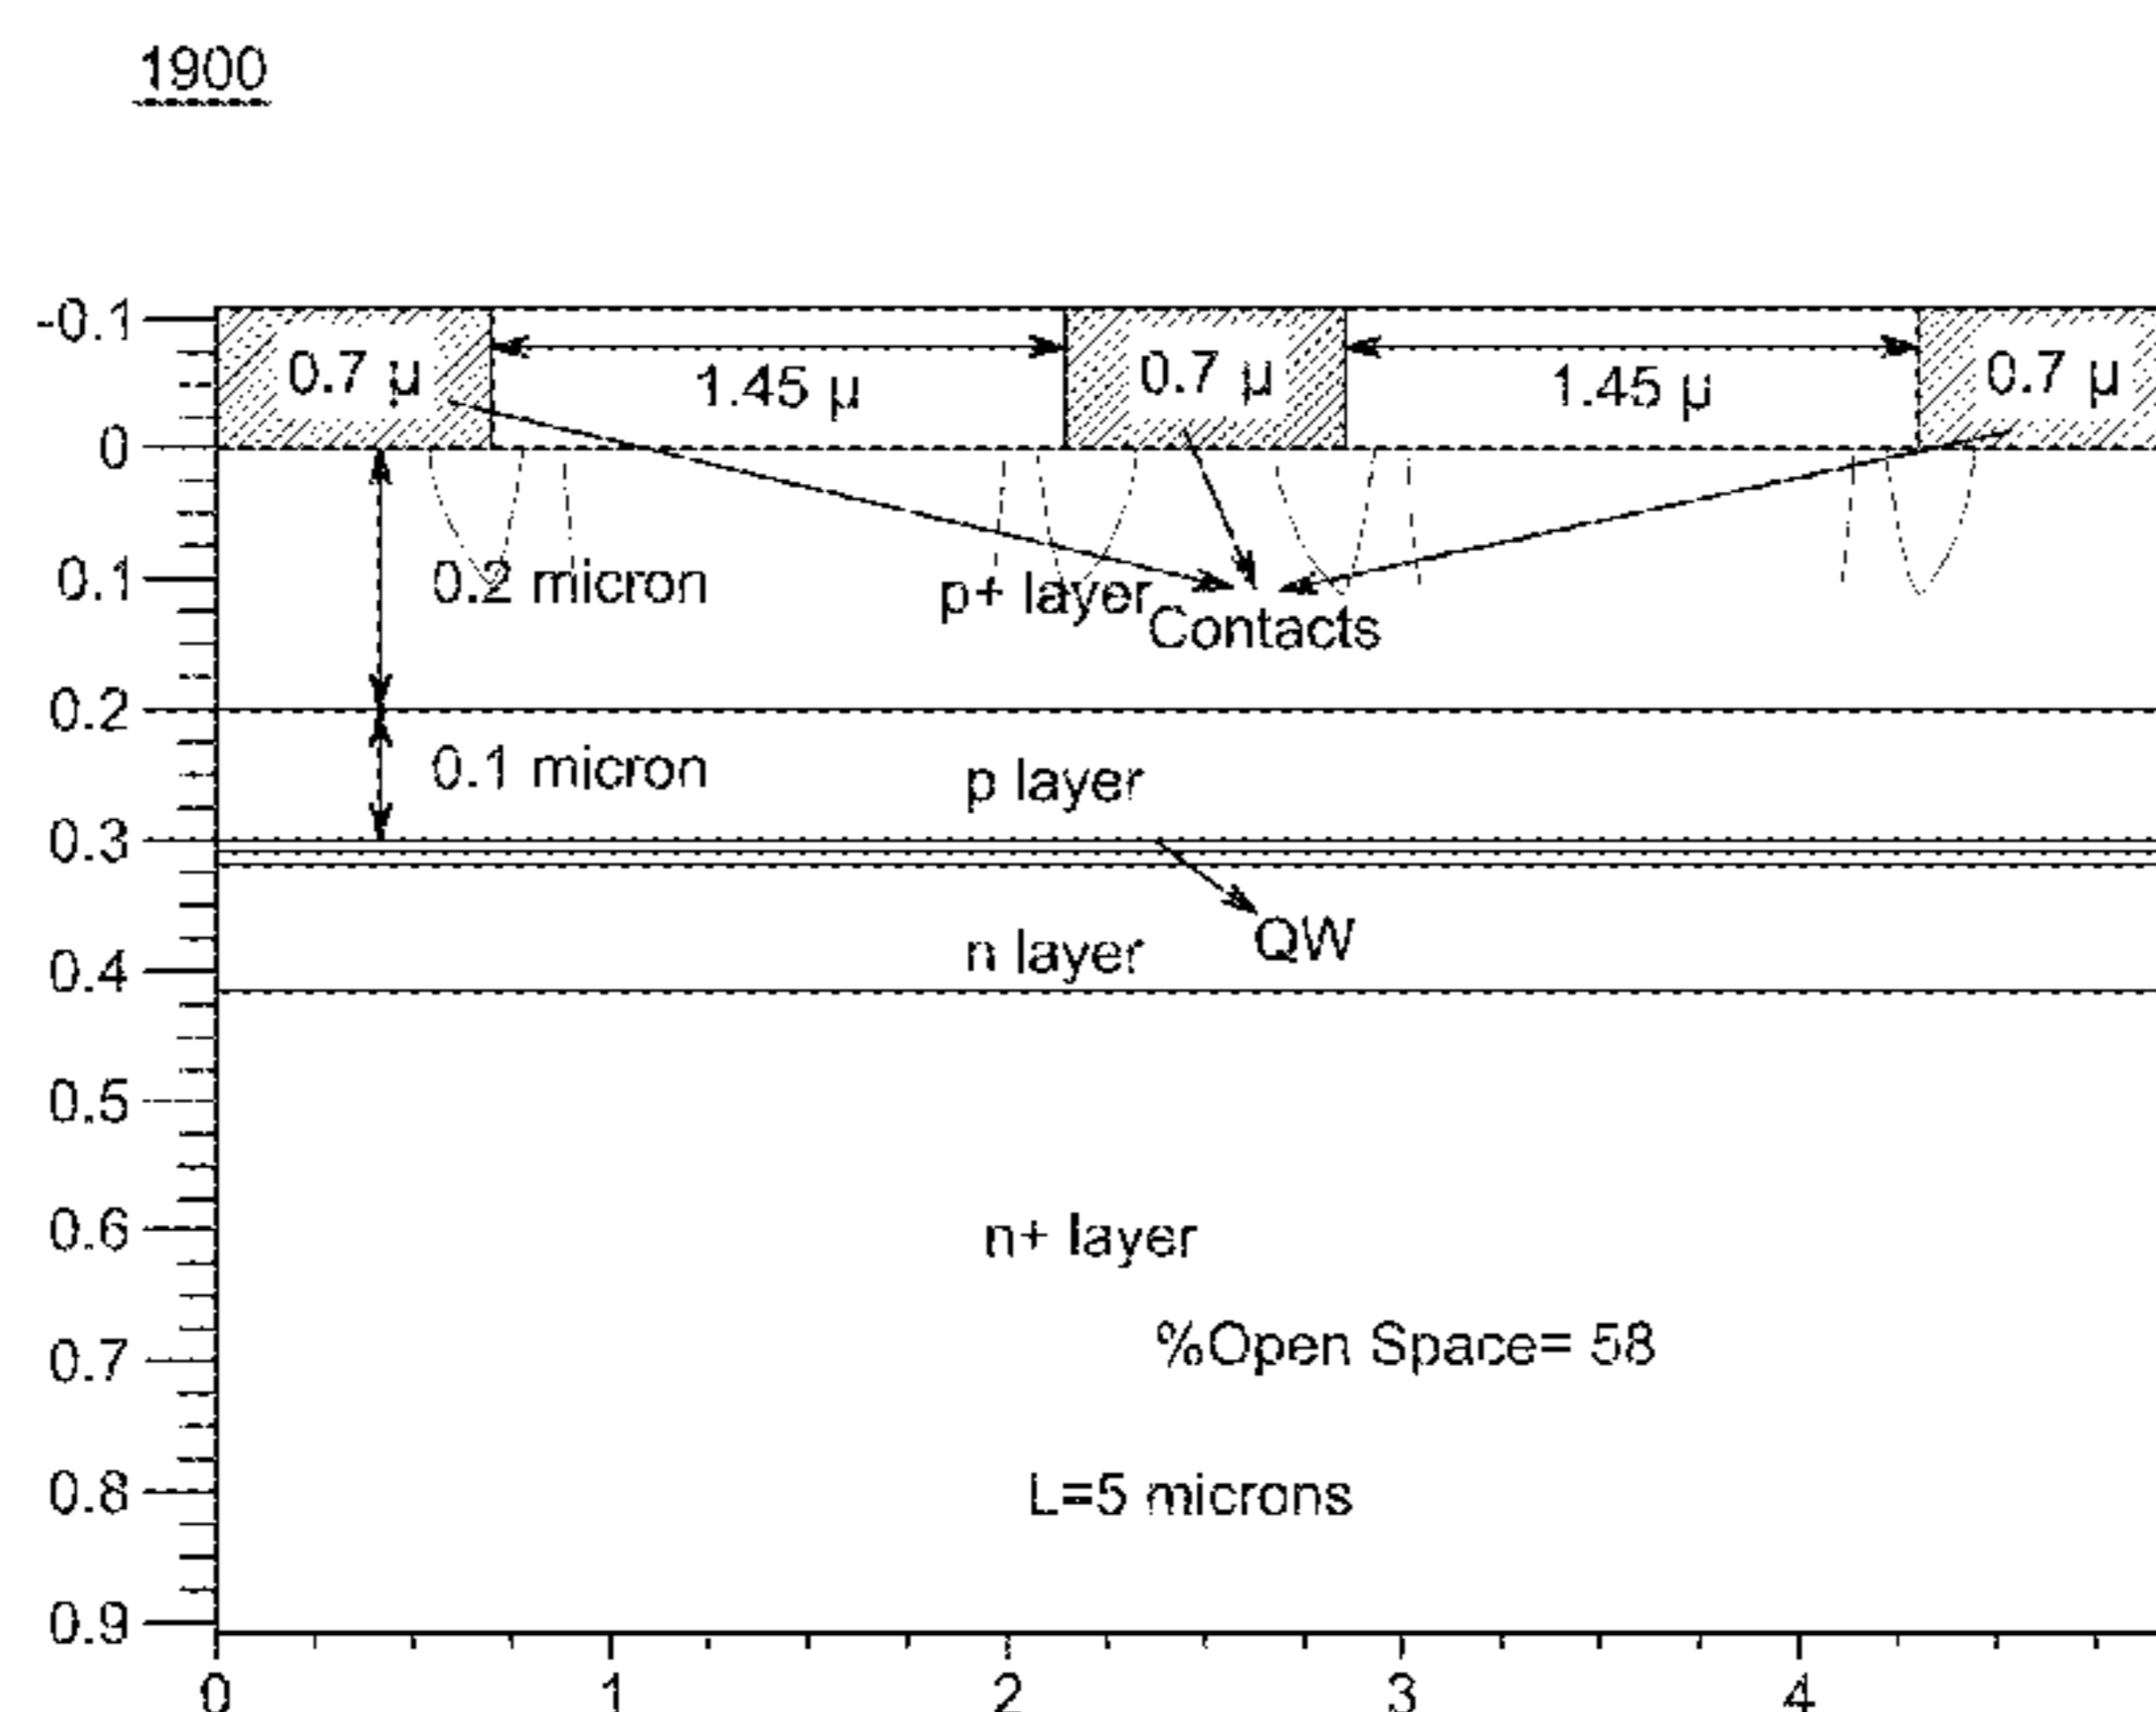 1900
-0.1
0.7 µ
1.45 µ
0.7 µ
1.45 µ
0.7 µ
0
0.1
0.2 micron
p+ layer
Contacts
0.2
0.1 micron
p layer
0.3
QW
n layer
0.4
0.5
0.6
n+ layer
%Open Space= 58
0.7
0.8
L=5 microns
0.9
0 1 2 3 4